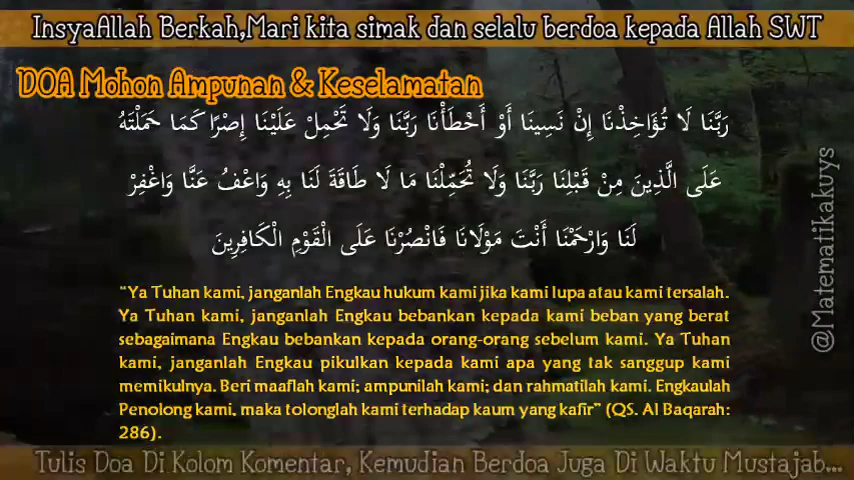 InsyaAllah Berkah,Mari kita simak dan selalu berdoa kepada Allah SWT
DOA Mohon Ampunan & Keselamatan
رَبَّنَا لَا تُؤَاخِذْنَا إِنْ نَسِينَا أَوْ أَخْطَأْنَا رَبَّنَا وَلَا تَحْمِلْ عَلَيْنَا إِصْرًا كَمَا حَمَلْتَهُ
عَلَى الَّذِينَ مِنْ قَبْلِنَا رَبَّنَا وَلَا تُحَمِّلْنَا مَا لَا طَاقَةَ لَنَا بِهِ وَاعْفُ عَنَّا وَاغْفِرْ
لَنَا وَارْحَمْنَا أَنْتَ مَوْلَانَا فَانْصُرْنَا عَلَى الْقَوْمِ الْكَافِرِينَ
“Ya Tuhan kami, janganlah Engkau hukum kami jika kami lupa atau kami tersalah.
Ya Tuhan kami, janganlah Engkau bebankan kepada kami beban yang berat
sebagaimana Engkau bebankan kepada orang-orang sebelum kami. Ya Tuhan
kami, janganlah Engkau pikulkan kepada kami apa yang tak sanggup kami
memikulnya. Beri maaflah kami; ampunilah kami; dan rahmatilah kami. Engkaulah
Penolong kami, maka tolonglah kami terhadap kaum yang kafir” (QS. Al Baqarah:
286).
@Matematikakuys
Tulis Doa Di Kolom Komentar, Kemudian Berdoa Juga Di Waktu Mustajab...